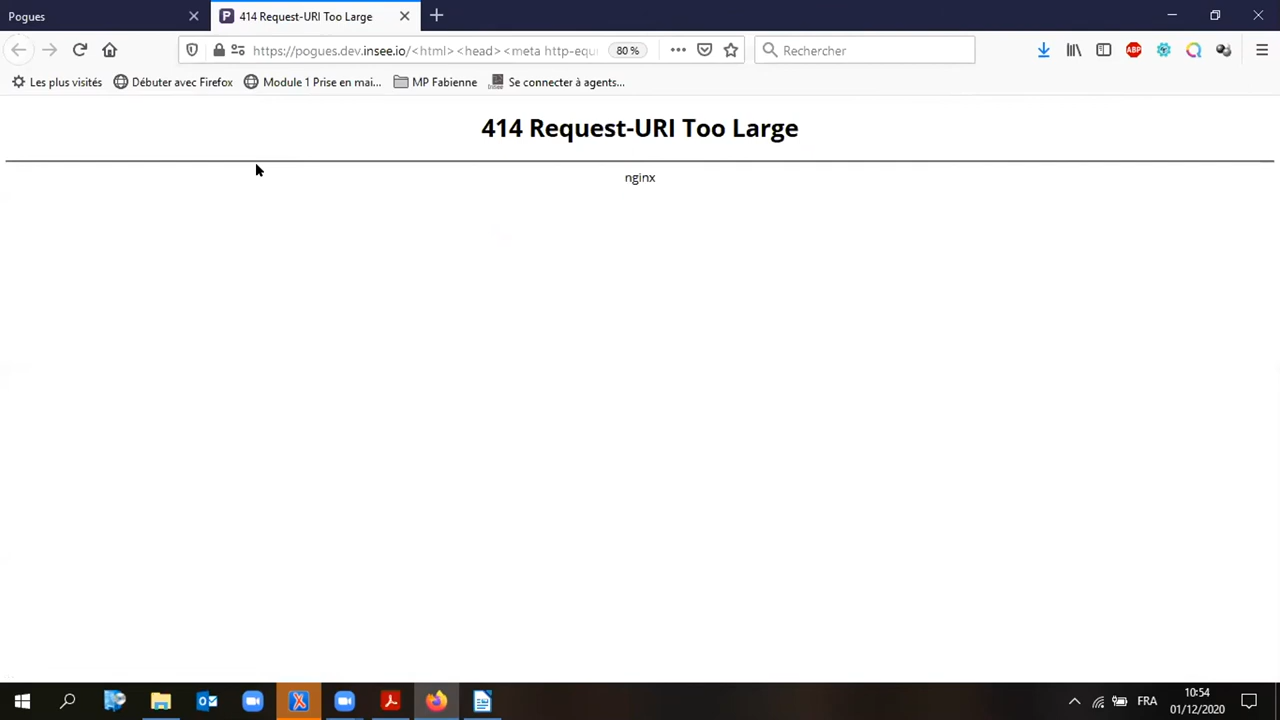 Pogues
P 414 Request-URI Too Large
https://pogues.dev.insee.io/<html><head><meta http-equ
80 %
Rechercher
ABP
Les plus visités
Débuter avec Firefox
Module 1 Prise en mai...
MP Fabienne
Se connecter à agents...
414 Request-URI Too Large
nginx
FRA
10:54
01/12/2020